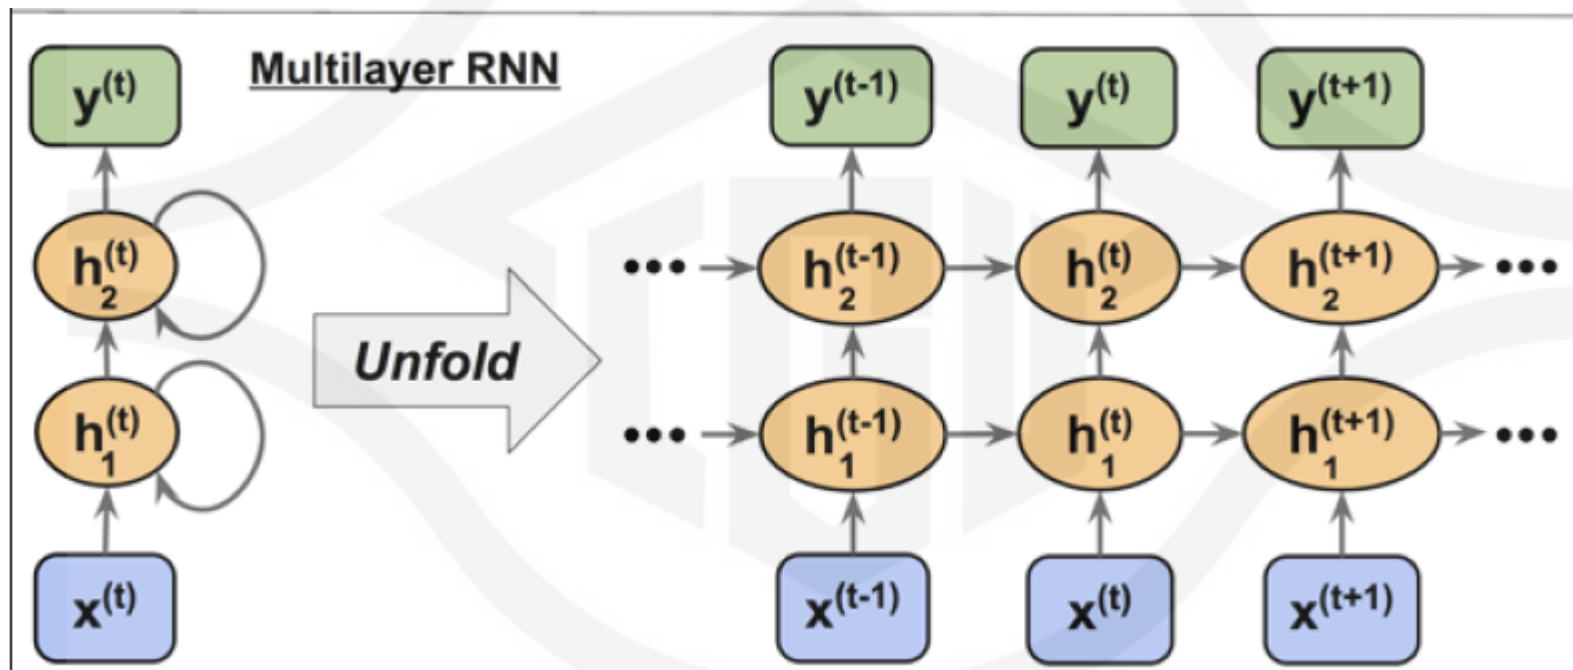 Multilayer RNN
y(t)
h2(t)
h1(t)
x(t)
Unfold
y(t-1) y(t) y(t+1)
••• h2(t-1) h2(t) h2(t+1) •••
••• h1(t-1) h1(t) h1(t+1) •••
x(t-1) x(t) x(t+1)